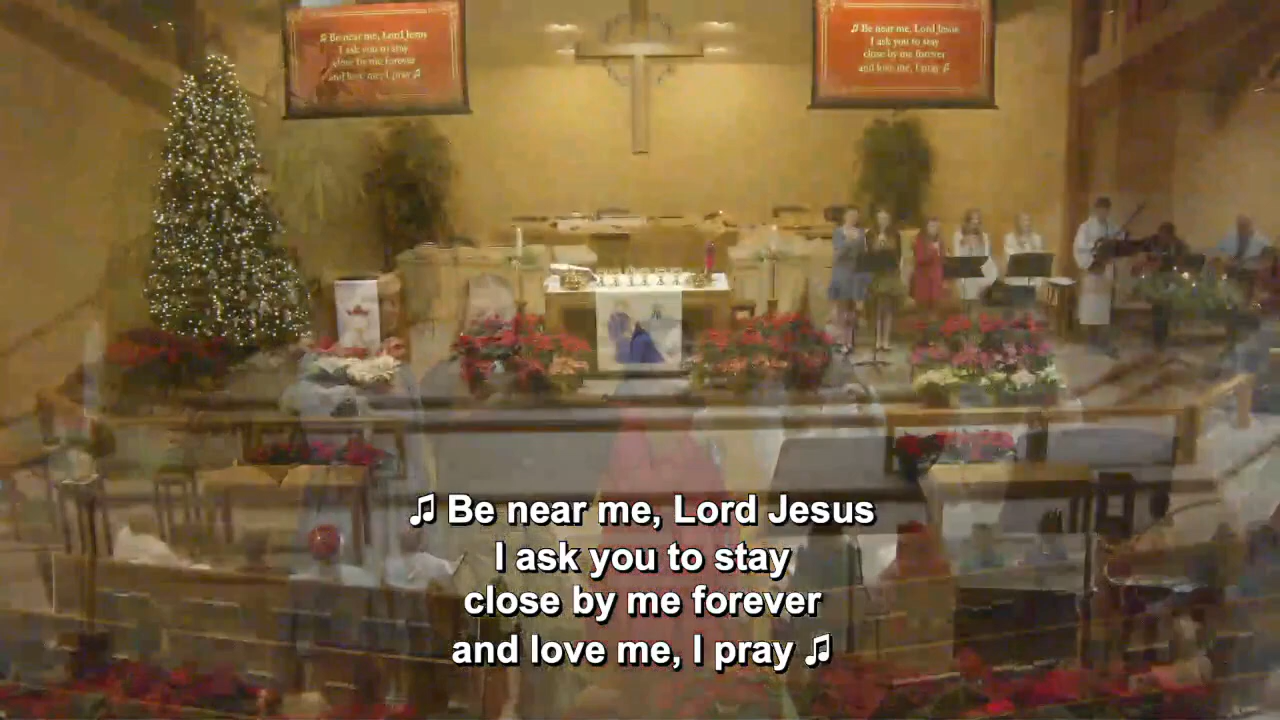 ♫ Be near me, Lord Jesus
I ask you to stay
close by me forever
and love me, I pray ♫
♫ Be near me, Lord Jesus
I ask you to stay
close by me forever
and love me, I pray ♫
♫ Be near me, Lord Jesus
I ask you to stay
close by me forever
and love me, I pray ♫